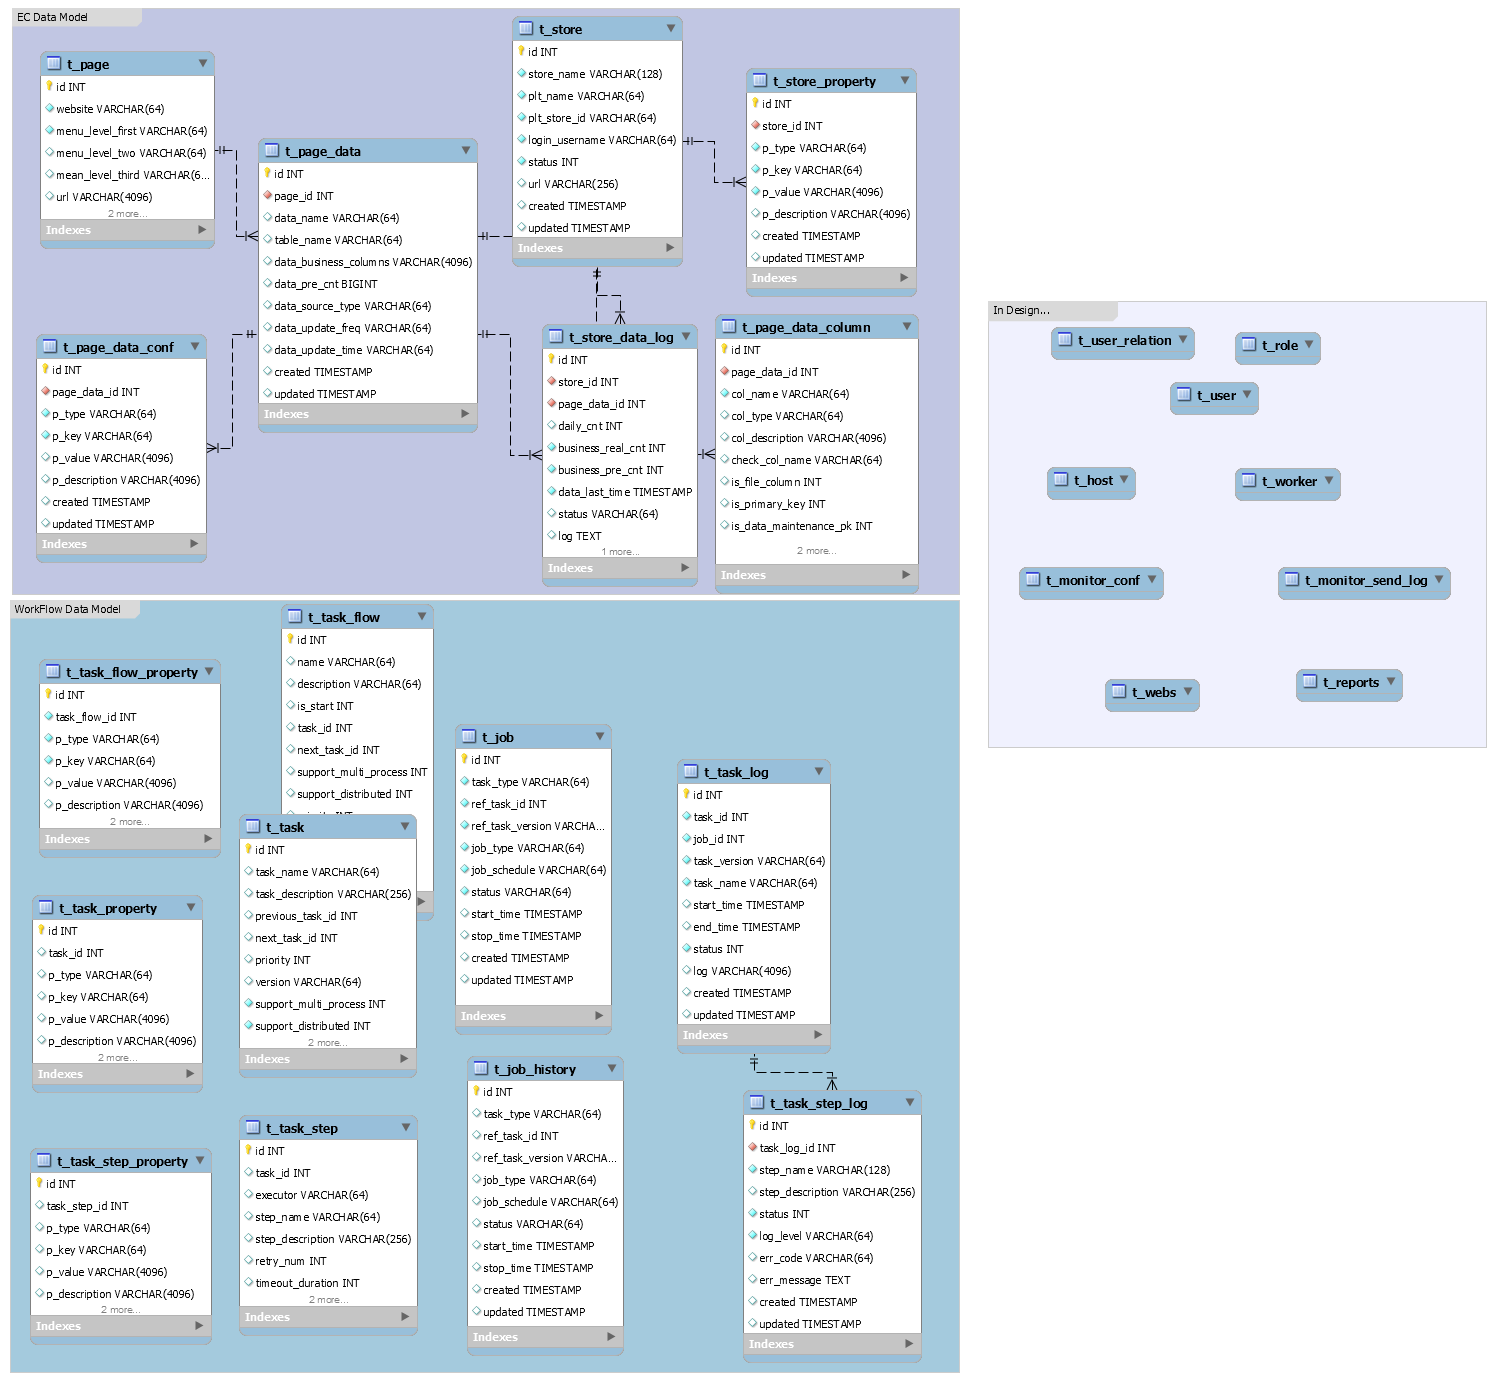 EC Data Model
t_page
id INT
website VARCHAR(64)
menu_level_first VARCHAR(64)
menu_level_two VARCHAR(64)
mean_level_third VARCHAR(6...
url VARCHAR(4096)
2 more...
Indexes
t_page_data
id INT
page_id INT
data_name VARCHAR(64)
table_name VARCHAR(64)
data_business_columns VARCHAR(4096)
data_pre_cnt BIGINT
data_source_type VARCHAR(64)
data_update_freq VARCHAR(64)
data_update_time VARCHAR(64)
created TIMESTAMP
updated TIMESTAMP
Indexes
t_store
id INT
store_name VARCHAR(128)
plt_name VARCHAR(64)
plt_store_id VARCHAR(64)
login_username VARCHAR(64)
status INT
url VARCHAR(256)
created TIMESTAMP
updated TIMESTAMP
Indexes
t_store_property
id INT
store_id INT
p_type VARCHAR(64)
p_key VARCHAR(64)
p_value VARCHAR(4096)
p_description VARCHAR(4096)
created TIMESTAMP
updated TIMESTAMP
Indexes
t_page_data_conf
id INT
page_data_id INT
p_type VARCHAR(64)
p_key VARCHAR(64)
p_value VARCHAR(4096)
p_description VARCHAR(4096)
created TIMESTAMP
updated TIMESTAMP
Indexes
t_store_data_log
id INT
store_id INT
page_data_id INT
daily_cnt INT
business_real_cnt INT
business_pre_cnt INT
data_last_time TIMESTAMP
status VARCHAR(64)
log TEXT
1 more...
Indexes
t_page_data_column
id INT
page_data_id INT
col_name VARCHAR(64)
col_type VARCHAR(64)
col_description VARCHAR(4096)
check_col_name VARCHAR(64)
is_file_column INT
is_primary_key INT
is_data_maintenance_pk INT
2 more...
Indexes
In Design...
t_user_relation
t_role
t_user
t_host
t_worker
t_monitor_conf
t_monitor_send_log
t_webs
t_reports
WorkFlow Data Model
t_task_flow_property
id INT
task_flow_id INT
p_type VARCHAR(64)
p_key VARCHAR(64)
p_value VARCHAR(4096)
p_description VARCHAR(4096)
2 more...
Indexes
t_task_flow
id INT
name VARCHAR(64)
description VARCHAR(64)
is_start INT
task_id INT
next_task_id INT
support_multi_process INT
support_distributed INT
t_task
id INT
task_name VARCHAR(64)
task_description VARCHAR(256)
previous_task_id INT
next_task_id INT
priority INT
version VARCHAR(64)
support_multi_process INT
support_distributed INT
2 more...
Indexes
t_job
id INT
task_type VARCHAR(64)
ref_task_id INT
ref_task_version VARCHA...
job_type VARCHAR(64)
job_schedule VARCHAR(64)
status VARCHAR(64)
start_time TIMESTAMP
stop_time TIMESTAMP
created TIMESTAMP
updated TIMESTAMP
Indexes
t_task_log
id INT
task_id INT
job_id INT
task_version VARCHAR(64)
task_name VARCHAR(64)
start_time TIMESTAMP
end_time TIMESTAMP
status INT
log VARCHAR(4096)
created TIMESTAMP
updated TIMESTAMP
Indexes
t_task_property
id INT
task_id INT
p_type VARCHAR(64)
p_key VARCHAR(64)
p_value VARCHAR(4096)
p_description VARCHAR(4096)
2 more...
Indexes
t_task_step_property
id INT
task_step_id INT
p_type VARCHAR(64)
p_key VARCHAR(64)
p_value VARCHAR(4096)
p_description VARCHAR(4096)
2 more...
Indexes
t_task_step
id INT
task_id INT
executor VARCHAR(64)
step_name VARCHAR(64)
step_description VARCHAR(256)
retry_num INT
timeout_duration INT
2 more...
Indexes
t_job_history
id INT
task_type VARCHAR(64)
ref_task_id INT
ref_task_version VARCHA...
job_type VARCHAR(64)
job_schedule VARCHAR(64)
status VARCHAR(64)
start_time TIMESTAMP
stop_time TIMESTAMP
created TIMESTAMP
updated TIMESTAMP
Indexes
t_task_step_log
id INT
task_log_id INT
step_name VARCHAR(128)
step_description VARCHAR(256)
status INT
log_level VARCHAR(64)
err_code VARCHAR(64)
err_message TEXT
created TIMESTAMP
updated TIMESTAMP
Indexes